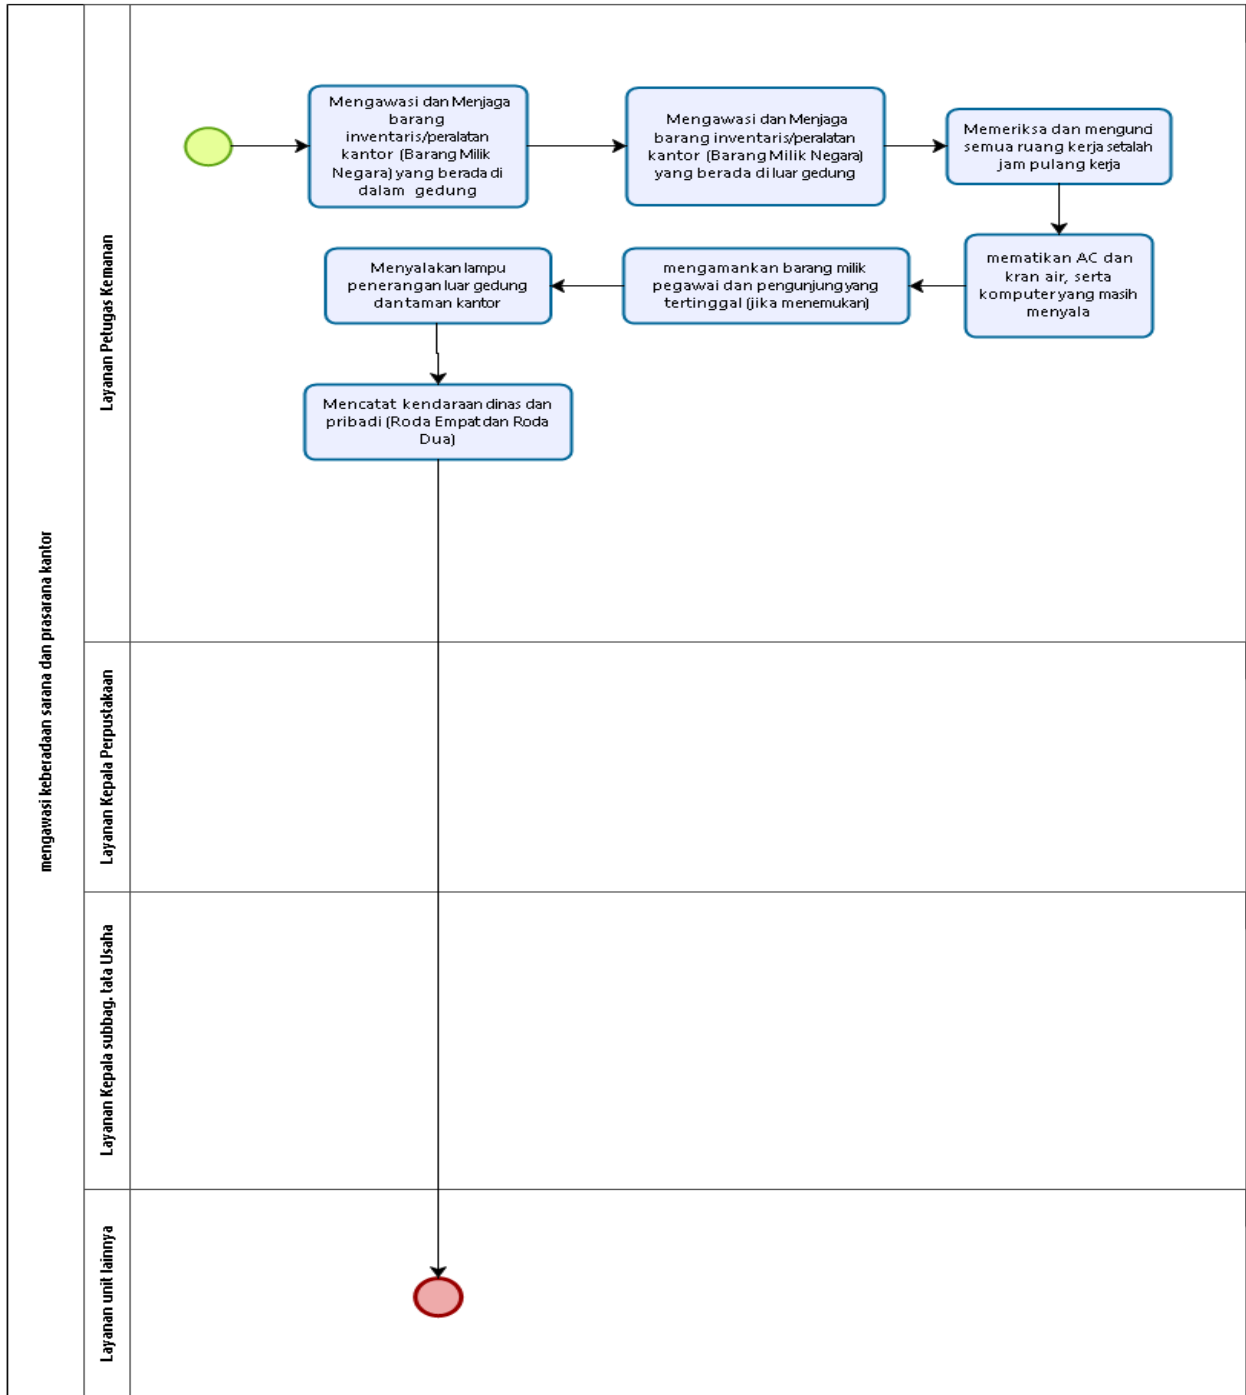 mengawasi keberadaan sarana dan prasarana kantor
Layanan Petugas Kemanan
Mengawasi dan Menjaga
barang
inventaris/peralatan
kantor (Barang Milik
Negara) yang berada di
dalam gedung
Mengawasi dan Menjaga
barang inventaris/peralatan
kantor (Barang Milik Negara)
yang berada di luar gedung
Memeriksa dan mengunci
semua ruang kerja setalah
jam pulang kerja
mematikan AC dan
kran air, serta
komputer yang masih
menyala
mengamankan barang milik
pegawai dan pengunjung yang
tertinggal (jika menemukan)
Menyalakan lampu
penerangan luar gedung
dan taman kantor
Mencatat kendaraan dinas dan
pribadi (Roda Empat dan Roda
Dua)
Layanan Kepala Perpustakaan
Layanan Kepala subbag. tata Usaha
Layanan unit lainnya